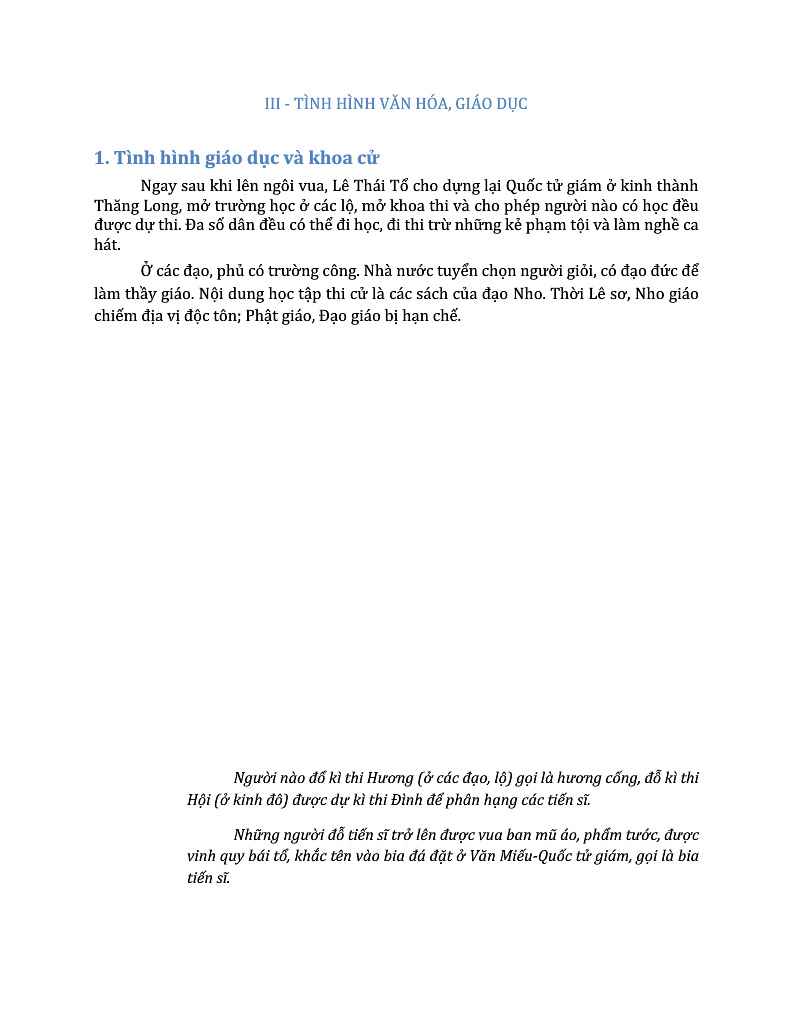 III - TÌNH HÌNH VĂN HÓA, GIÁO DỤC
1. Tình hình giáo dục và khoa cử
Ngay sau khi lên ngôi vua, Lê Thái Tổ cho dựng lại Quốc tử giám ở kinh thành
Thăng Long, mở trường học ở các lộ, mở khoa thi và cho phép người nào có học đều
được dự thi. Đa số dân đều có thể đi học, đi thi trừ những kẻ phạm tội và làm nghề ca
hát.
Ở các đạo, phủ có trường công. Nhà nước tuyển chọn người giỏi, có đạo đức để
làm thầy giáo. Nội dung học tập thi cử là các sách của đạo Nho. Thời Lê sơ, Nho giáo
chiếm địa vị độc tôn; Phật giáo, Đạo giáo bị hạn chế.
Người nào đổ kì thi Hương (ở các đạo, lộ) gọi là hương cống, đỗ kì thi
Hội (ở kinh đô) được dự kì thi Đình để phân hạng các tiến sĩ.
Những người đỗ tiến sĩ trở lên được vua ban mũ áo, phẩm tước, được
vinh quy bái tổ, khắc tên vào bia đá đặt ở Văn Miếu-Quốc tử giám, gọi là bia
tiến sĩ.